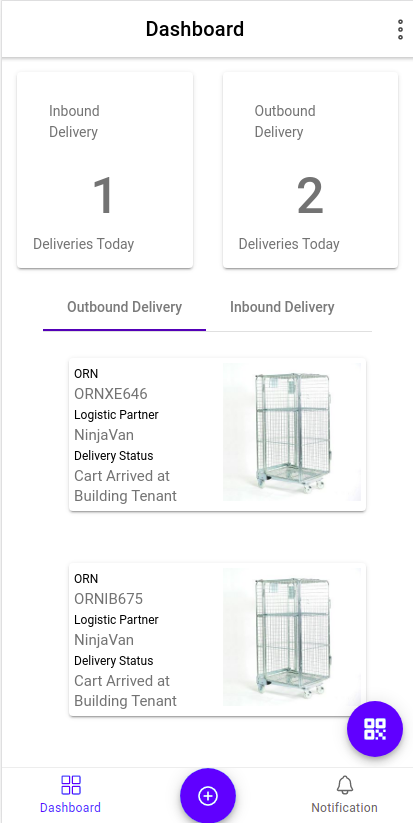 Dashboard
Inbound
Delivery
1
Deliveries Today
Outbound
Delivery
2
Deliveries Today
Outbound Delivery
Inbound Delivery
ORN
ORNXE646
Logistic Partner
NinjaVan
Delivery Status
Cart Arrived at
Building Tenant
ORN
ORNIB675
Logistic Partner
NinjaVan
Delivery Status
Cart Arrived at
Building Tenant
Dashboard
Notification